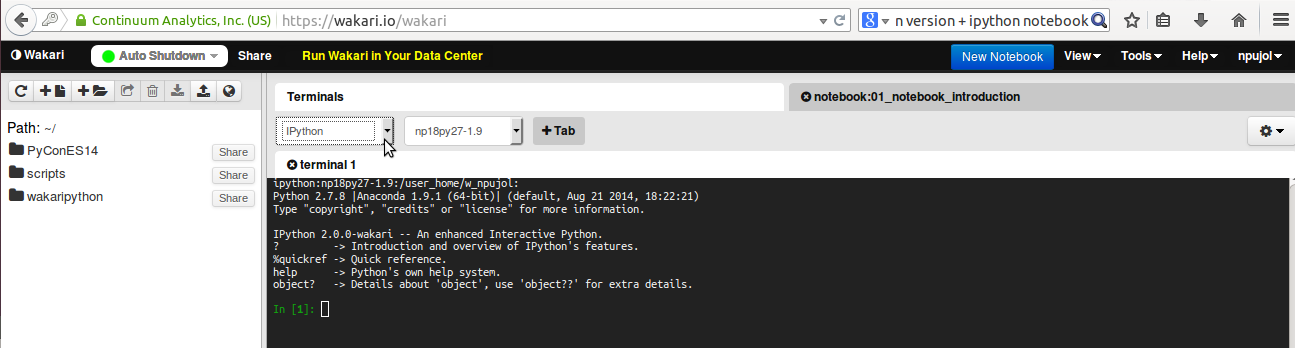 Continuum Analytics, Inc. (US) https://wakari.io/wakari n version + ipython notebook
Wakari Auto Shutdown Share Run Wakari in Your Data Center New Notebook View Tools Help npujol
Terminals notebook:01_notebook_introduction
Path: ~/
IPython np18py27-1.9 + Tab
PyConES14 Share
terminal 1
scripts Share
wakaripython Share
ipython:np18py27-1.9:/user_home/w_npujol:
Python 2.7.8 |Anaconda 1.9.1 (64-bit)| (default, Aug 21 2014, 18:22:21)
Type "copyright", "credits" or "license" for more information.
IPython 2.0.0-wakari -- An enhanced Interactive Python.
? -> Introduction and overview of IPython's features.
%quickref -> Quick reference.
help -> Python's own help system.
object? -> Details about 'object', use 'object??' for extra details.
In [1]: